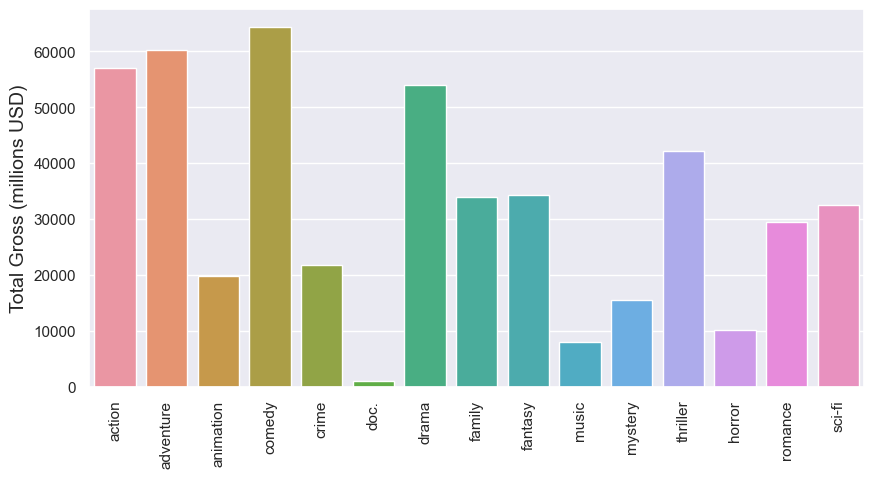 Total Gross (millions USD)
60000
50000
40000
30000
20000
10000
0
action
adventure
animation
comedy
crime
doc.
drama
family
fantasy
music
mystery
thriller
horror
romance
sci-fi